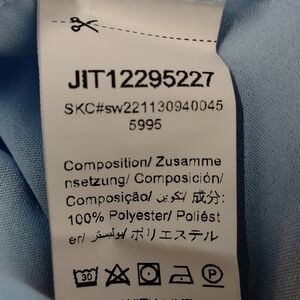 JIT12295227
SKC#sw221130940045
5995
Composition/ Zusamme
nsetzung/ Composición/
Composição/ تكوين/ 成分:
100% Polyester/ Poliést
er/ بوليستر/ ポリエステル
30
P